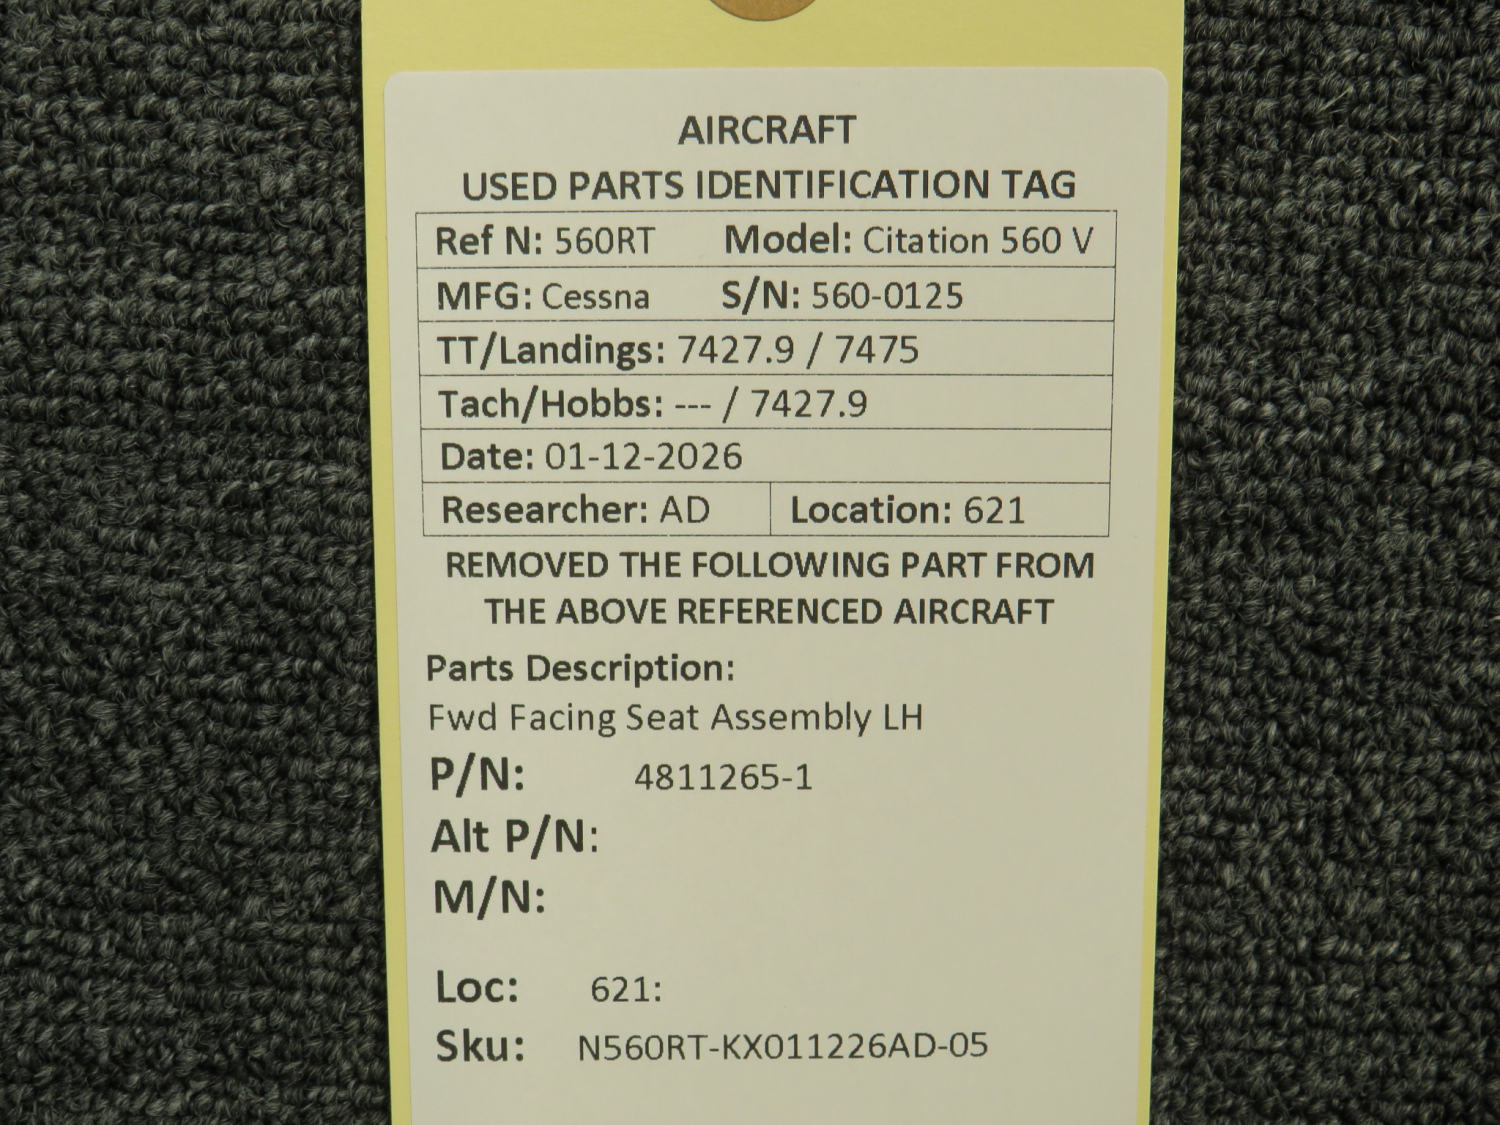 AIRCRAFT
USED PARTS IDENTIFICATION TAG
Ref N: 560RT Model: Citation 560 V
MFG: Cessna S/N: 560-0125
TT/Landings: 7427.9 / 7475
Tach/Hobbs: --- / 7427.9
Date: 01-12-2026
Researcher: AD Location: 621
REMOVED THE FOLLOWING PART FROM
THE ABOVE REFERENCED AIRCRAFT
Parts Description:
Fwd Facing Seat Assembly LH
P/N: 4811265-1
Alt P/N:
M/N:
Loc: 621:
Sku: N560RT-KX011226AD-05